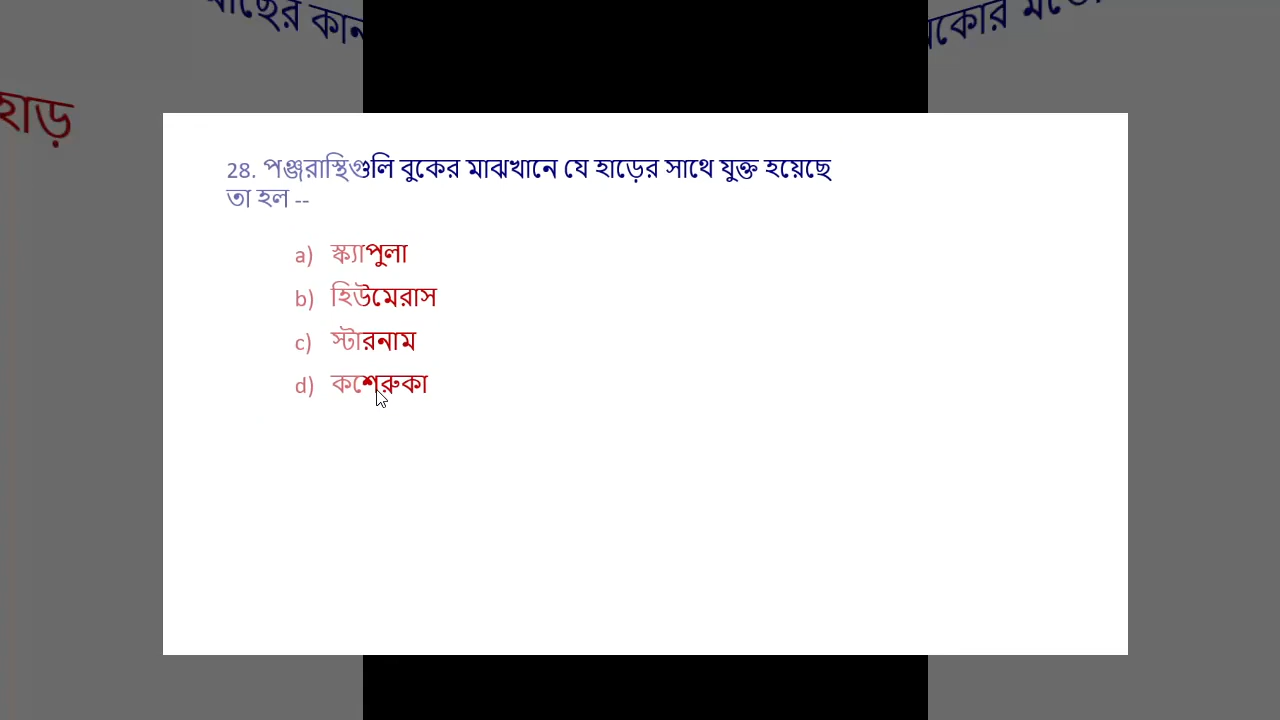 কোর
হাড়
28. পঞ্জরাস্থিগুলি বুকের মাঝখানে যে হাড়ের সাথে যুক্ত হয়েছে
তা হল --
a) স্ক্যাপুলা
b) হিউমেরাস
c) স্টারনাম
d) কশেরুকা